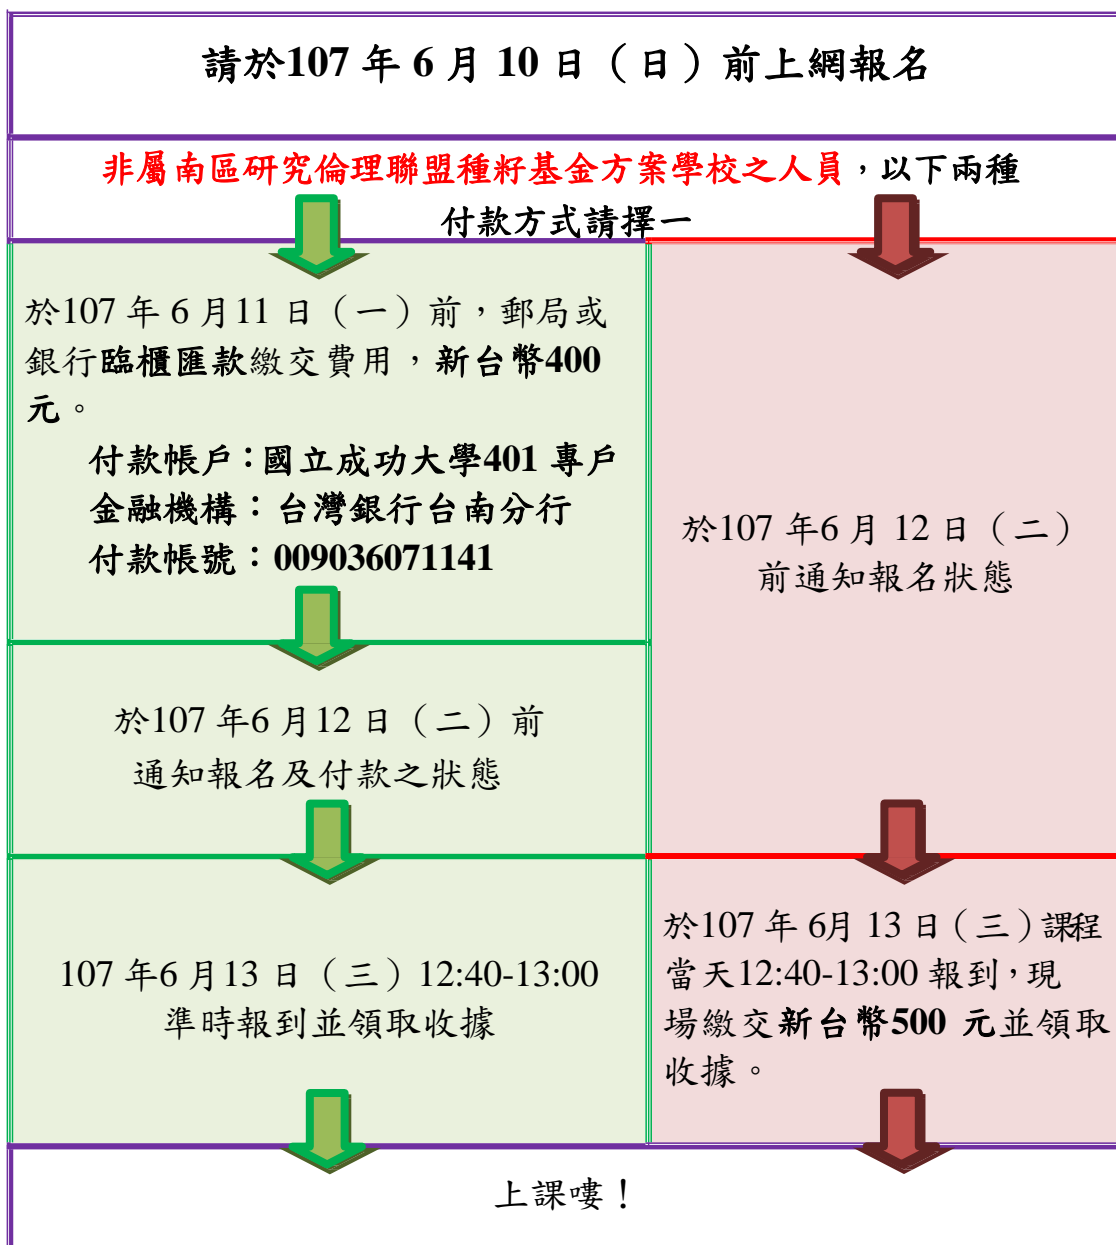 請於107 年 6 月 10 日（日）前上網報名
非屬南區研究倫理聯盟種籽基金方案學校之人員，以下兩種
付款方式請擇一
於107 年 6 月11 日（一）前，郵局或
銀行臨櫃匯款繳交費用，新台幣400
元。
付款帳戶：國立成功大學401 專戶
金融機構：台灣銀行台南分行
付款帳號：009036071141
於107 年6 月12 日（二）前
通知報名及付款之狀態
107 年6 月13 日（三）12:40-13:00
準時報到並領取收據
於107 年6 月 12 日（二）
前通知報名狀態
於107 年 6月 13 日（三）課程
當天12:40-13:00 報到，現
場繳交新台幣500 元並領取
收據。
上課嘍！